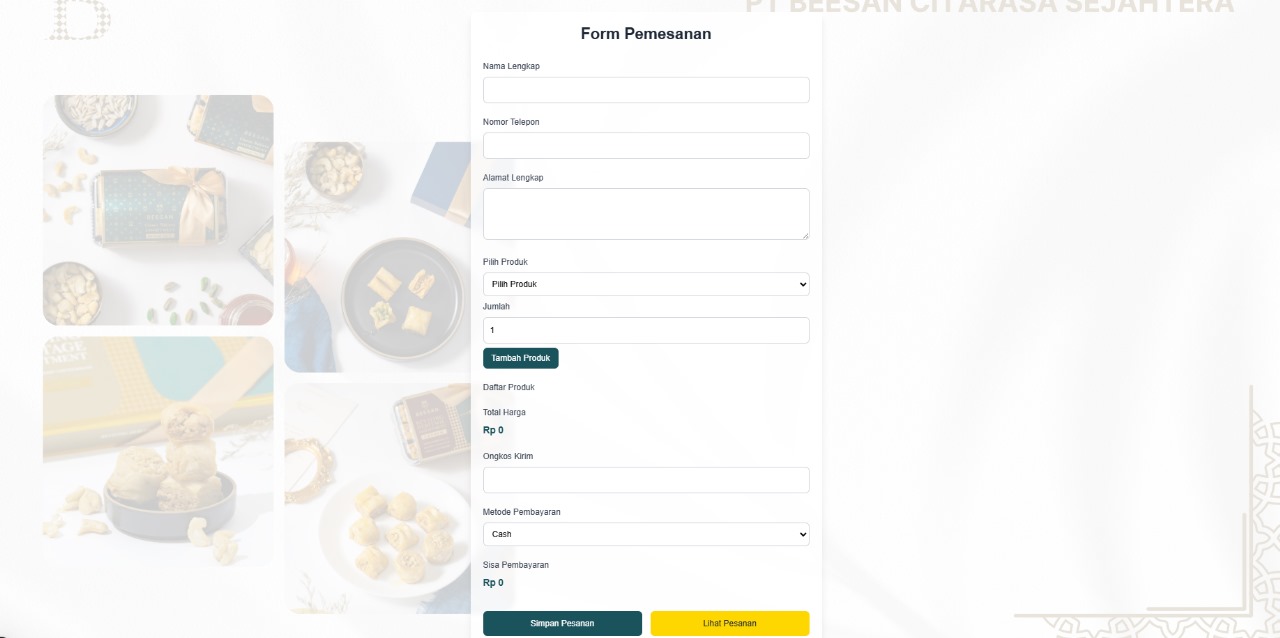 PT BEESAN CITARASA SEJAHTERA
Form Pemesanan
Nama Lengkap
Nomor Telepon
Alamat Lengkap
Pilih Produk
Pilih Produk
Jumlah
1
Tambah Produk
Daftar Produk
Total Harga
Rp 0
Ongkos Kirim
Metode Pembayaran
Cash
Sisa Pembayaran
Rp 0
Simpan Pesanan
Lihat Pesanan